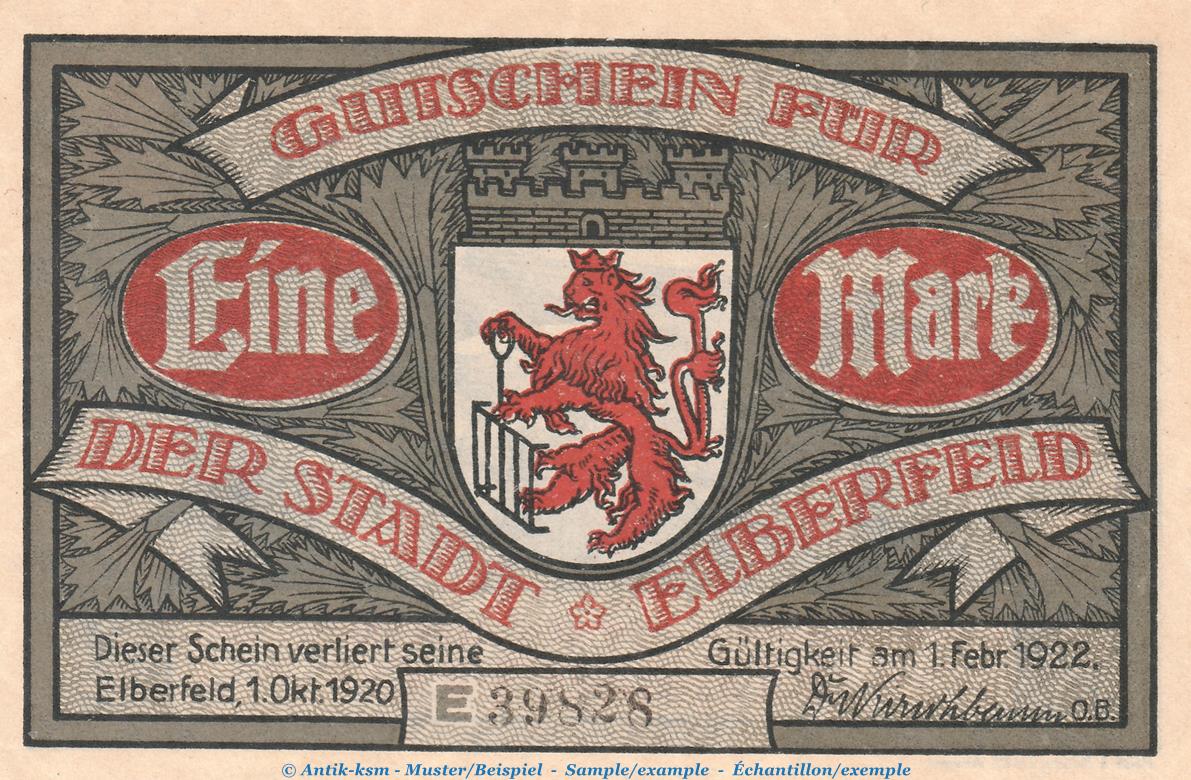 GUTSCHEIN FÜR
Eine Mark
DER STADT ELBERFELD
Dieser Schein verliert seine Gültigkeit am 1. Febr. 1922.
Elberfeld, 1. Okt. 1920
E 39828
O.B.
© Antik-ksm - Muster/Beispiel - Sample/example - Échantillon/exemple